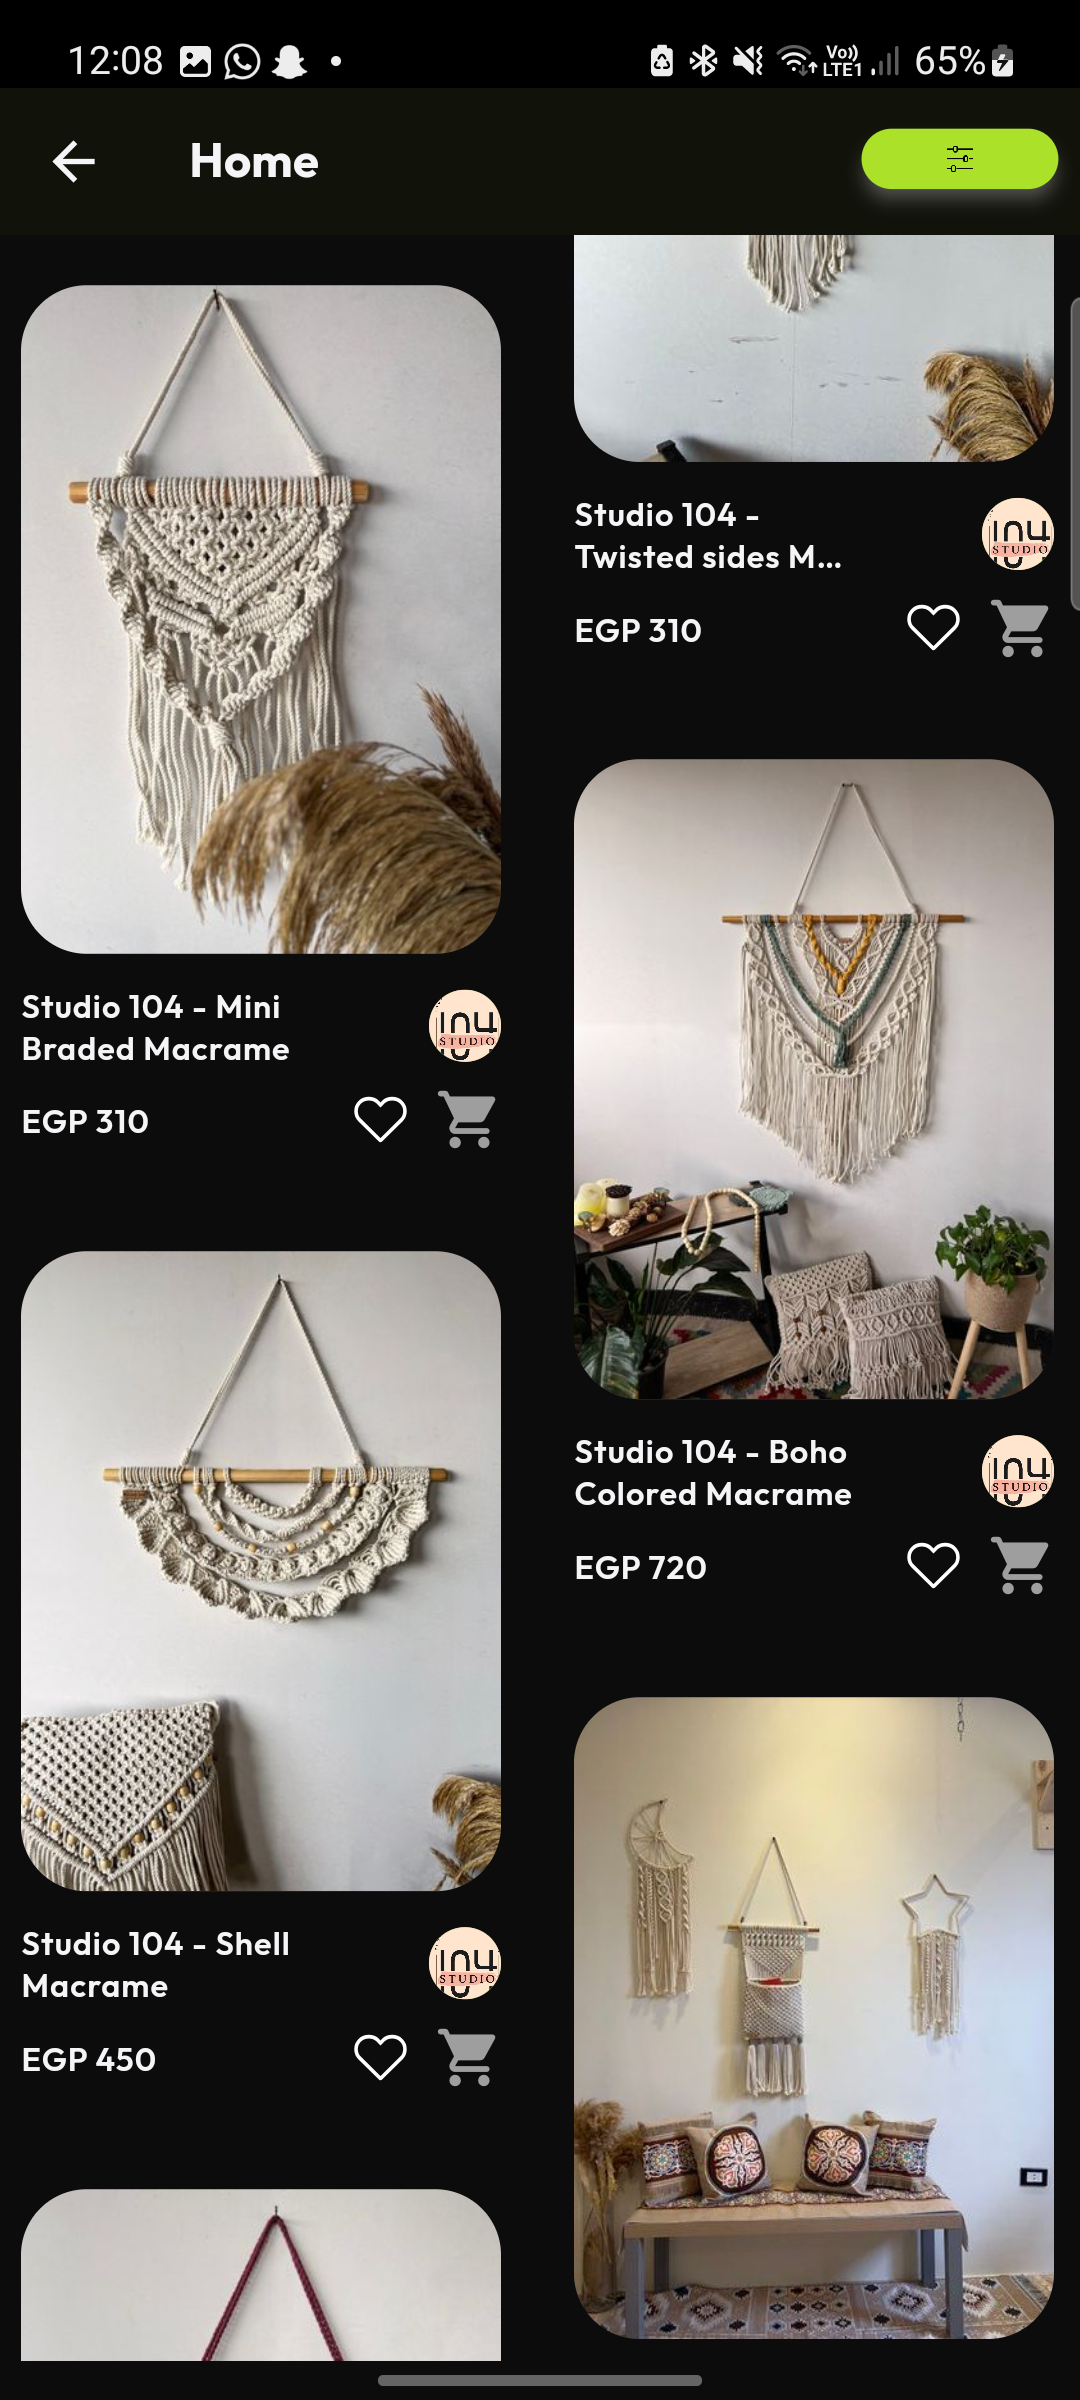 12:08
Vo))
LTE1
65%
Home
Studio 104 -
Twisted sides M...
104
STUDIO
EGP 310
Studio 104 - Mini
Braded Macrame
104
STUDIO
EGP 310
Studio 104 - Boho
Colored Macrame
104
STUDIO
EGP 720
Studio 104 - Shell
Macrame
104
STUDIO
EGP 450